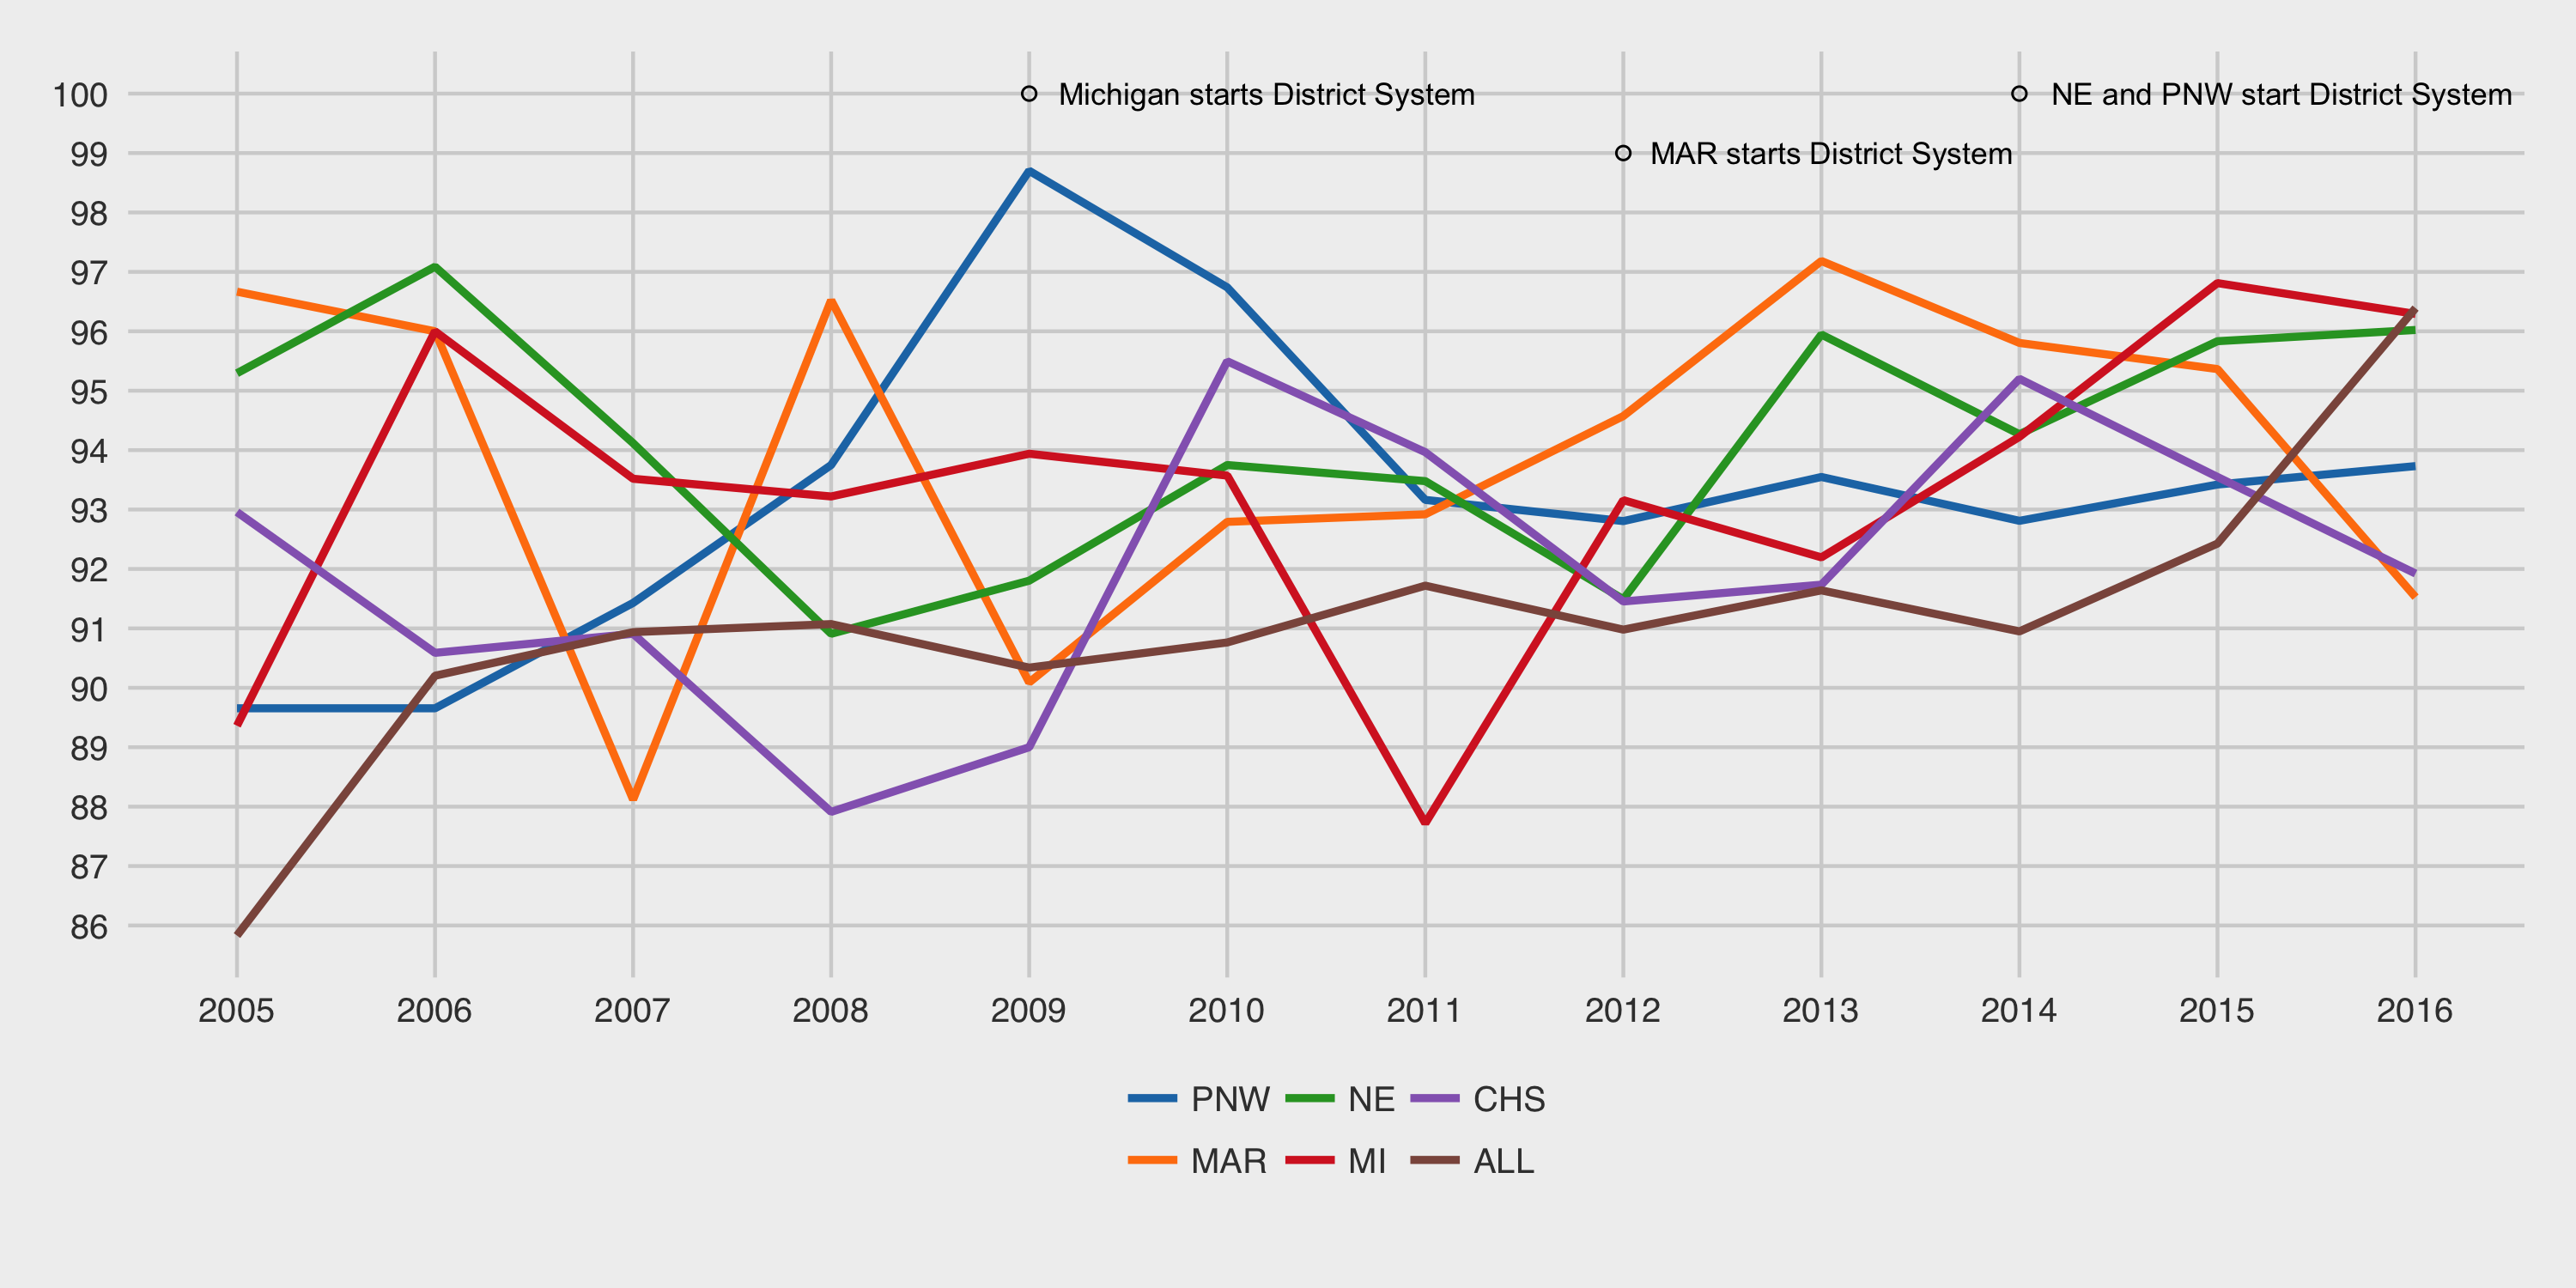 100
Michigan starts District System
NE and PNW start District System
99
MAR starts District System
98
97
96
95
94
93
92
91
90
89
88
87
86
2005 2006 2007 2008 2009 2010 2011 2012 2013 2014 2015 2016
PNW NE CHS
MAR MI ALL